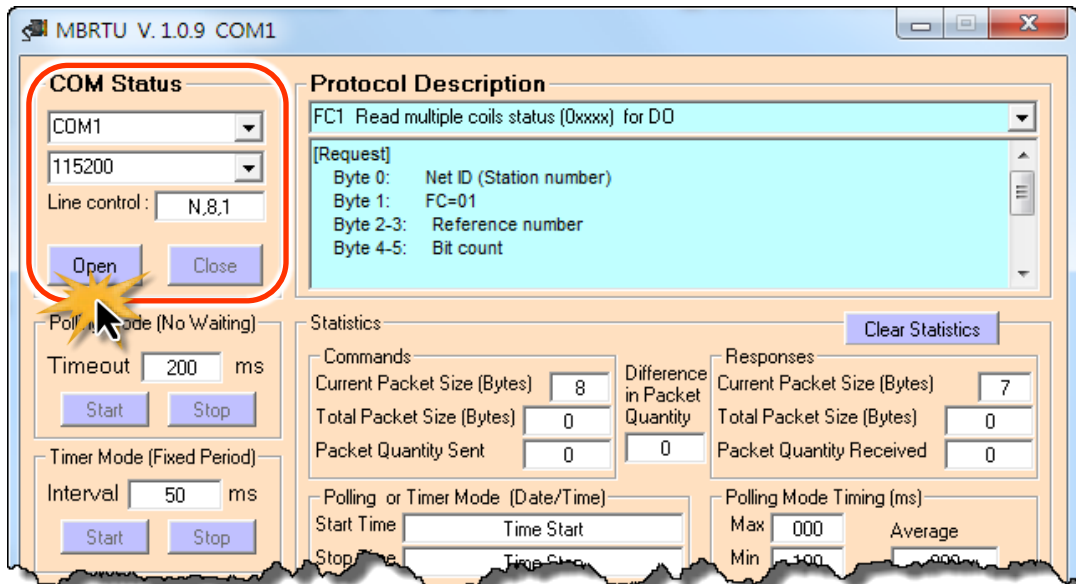 MBRTU V. 1.0.9 COM1
COM Status
COM1
115200
Line control :
N,8,1
Open
Close
Protocol Description
FC1 Read multiple coils status (0xxxx) for DO
[Request]
Byte 0: Net ID (Station number)
Byte 1: FC=01
Byte 2-3: Reference number
Byte 4-5: Bit count
(No Waiting)
Timeout 200 ms
Start
Stop
Timer Mode (Fixed Period)
Interval 50 ms
Start
Stop
Statistics
Clear Statistics
Commands
Current Packet Size (Bytes) 8
Total Packet Size (Bytes) 0
Packet Quantity Sent 0
Difference
in Packet
Quantity
0
Responses
Current Packet Size (Bytes) 7
Total Packet Size (Bytes) 0
Packet Quantity Received 0
Polling or Timer Mode (Date/Time)
Start Time Time Start
Stop
Polling Mode Timing (ms)
Max 000
Average
Min